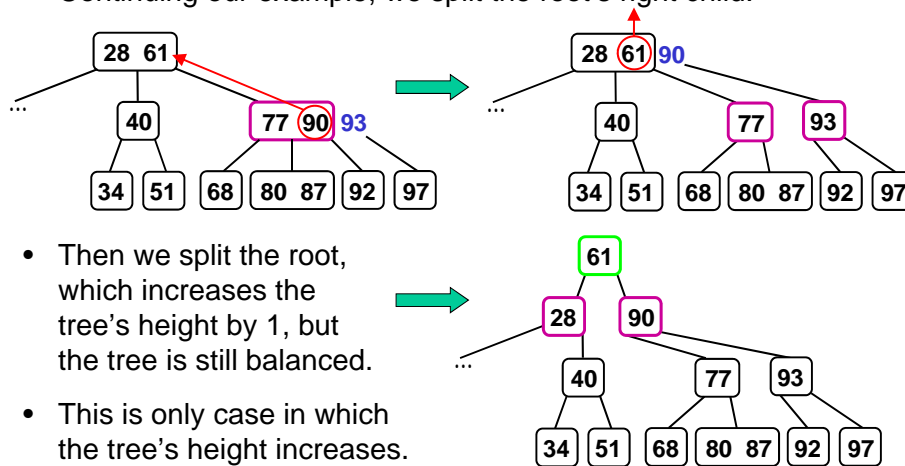 Continuing our example, we split the root's right child:
28 61
...
40
77 90 93
34 51 68 80 87 92 97
28 61 90
...
40
77
93
34 51 68 80 87 92 97
• Then we split the root,
which increases the
tree's height by 1, but
the tree is still balanced.
• This is only case in which
the tree's height increases.
61
28 90
...
40 77 93
34 51 68 80 87 92 97